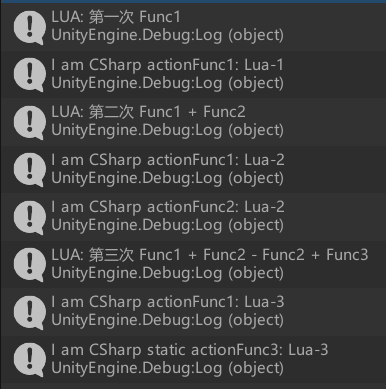 LUA: 第一次 Func1
UnityEngine.Debug:Log (object)
I am CSharp actionFunc1: Lua-1
UnityEngine.Debug:Log (object)
LUA: 第二次 Func1 + Func2
UnityEngine.Debug:Log (object)
I am CSharp actionFunc1: Lua-2
UnityEngine.Debug:Log (object)
I am CSharp actionFunc2: Lua-2
UnityEngine.Debug:Log (object)
LUA: 第三次 Func1 + Func2 - Func2 + Func3
UnityEngine.Debug:Log (object)
I am CSharp actionFunc1: Lua-3
UnityEngine.Debug:Log (object)
I am CSharp static actionFunc3: Lua-3
UnityEngine.Debug:Log (object)